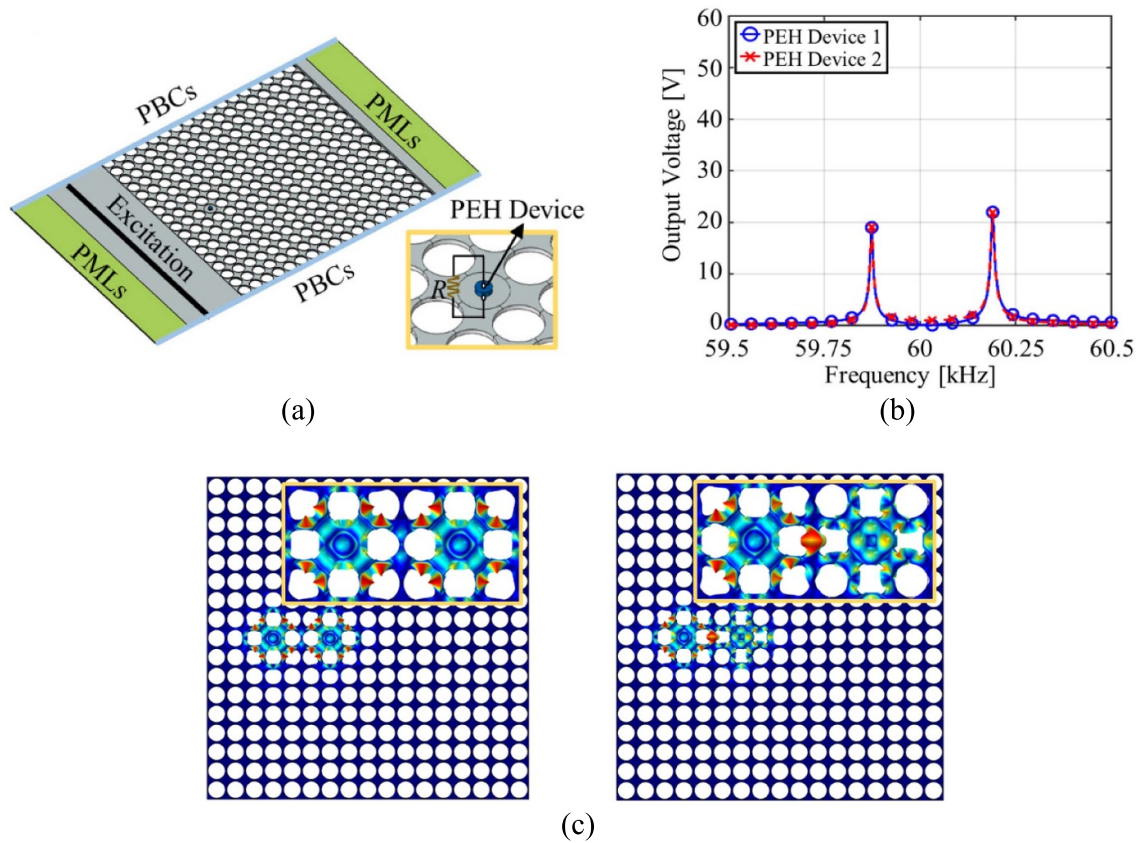 PBCs
PMLs
Excitation
PMLs
PBCs
PEH Device
R
(a)
Output Voltage [V]
60
50
40
30
20
10
0
PEH Device 1
PEH Device 2
59.5 59.75 60 60.25 60.5
Frequency [kHz]
(b)
(c)